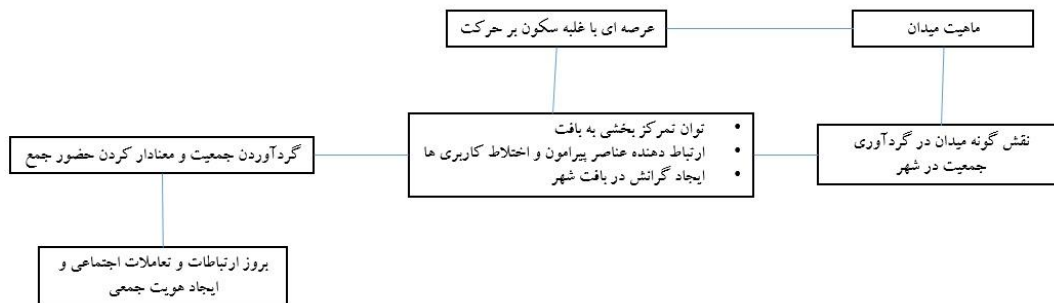 ماهیت میدان
عرصه ای با غلبه سکون بر حرکت
نقش گونه میدان در گردآوری
جمعیت در شهر
• توان تمرکز بخشی به بافت
• ارتباط دهنده عناصر پیرامون و اختلاط کاربری ها
• ایجاد گرانش در بافت شهر
گردآوردن جمعیت و معنادار کردن حضور جمع
بروز ارتباطات و تعاملات اجتماعی و
ایجاد هویت جمعی